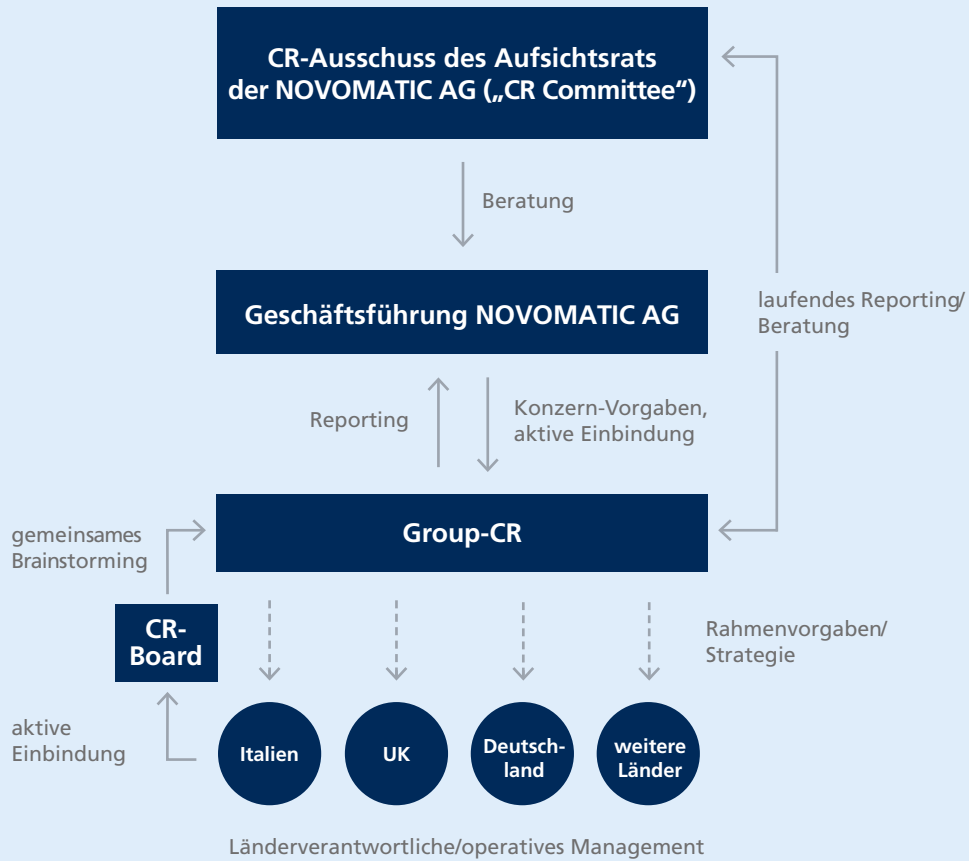 CR-Ausschuss des Aufsichtsrats
der NOVOMATIC AG („CR Committee“)
Beratung
laufendes Reporting/
Beratung
Geschäftsführung NOVOMATIC AG
Reporting
Konzern-Vorgaben,
aktive Einbindung
gemeinsames
Brainstorming
Group-CR
CR-
Board
Rahmenvorgaben/
Strategie
aktive
Einbindung
Italien
UK
Deutsch-
land
weitere
Länder
Länderverantwortliche/operatives Management